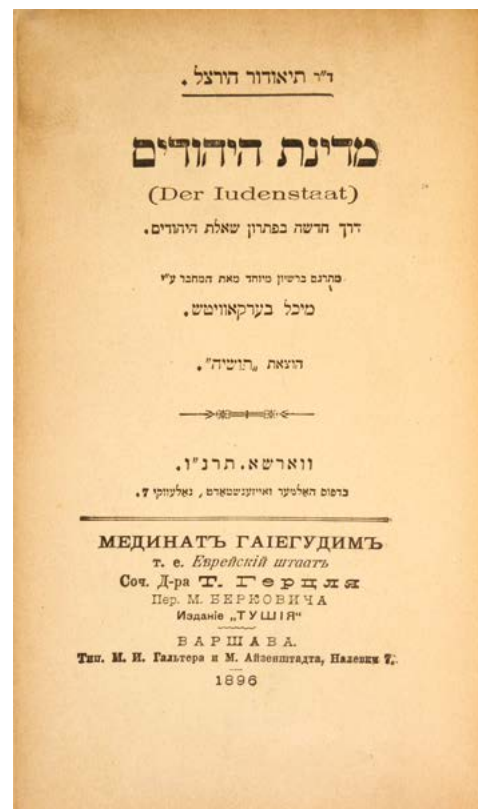 ד״ר תיאודור הירצל.
מדינת היהודים
(Der Iudenstaat)
דרך חדשה בפתרון שאלת היהודים.
מתרגם ברשיון מיוחד מאת המחבר ע״י
מיכל בערקאוויטש.
הוצאת „תושיה״.
ווארשא. תרנ״ו.
בדפוס האלטער ואייזענשטאדט, נאלעווקי 7.
МЕДИНАТЪ ГАІЕГУДИМЪ
т. е. Еврейскій штаатъ
Соч. Д-ра Т. Герцля
Пер. М. БЕРКОВИЧА
Изданіе „ТУШІЯ“
ВАРШАВА.
Тип. М. И. Гальтера и М. Айзенштадта, Налевки 7.
1896